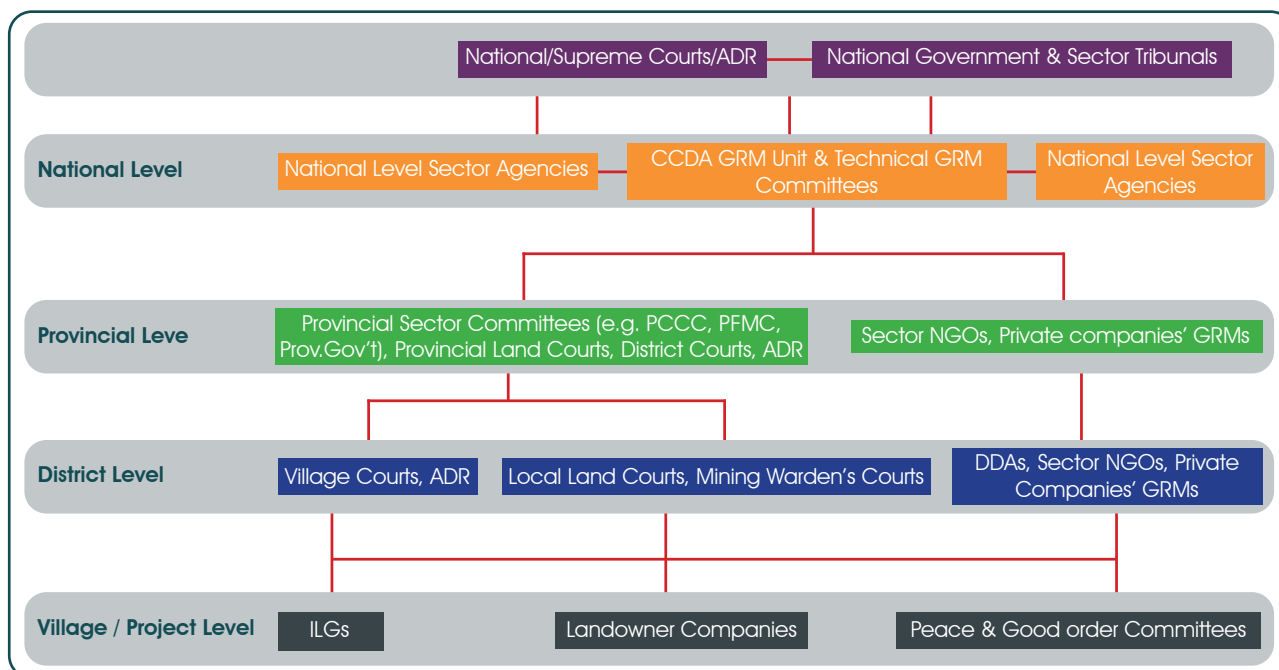 National/Supreme Courts/ADR
National Government & Sector Tribunals
National Level
National Level Sector Agencies
CCDA GRM Unit & Technical GRM
Committees
National Level Sector
Agencies
Provincial Leve
Provincial Sector Committees (e.g. PCCC, PFMC,
Prov.Gov't), Provincial Land Courts, District Courts, ADR
Sector NGOs, Private companies' GRMs
District Level
Village Courts, ADR
Local Land Courts, Mining Warden's Courts
DDAs, Sector NGOs, Private
Companies' GRMs
Village / Project Level
ILGs
Landowner Companies
Peace & Good order Committees